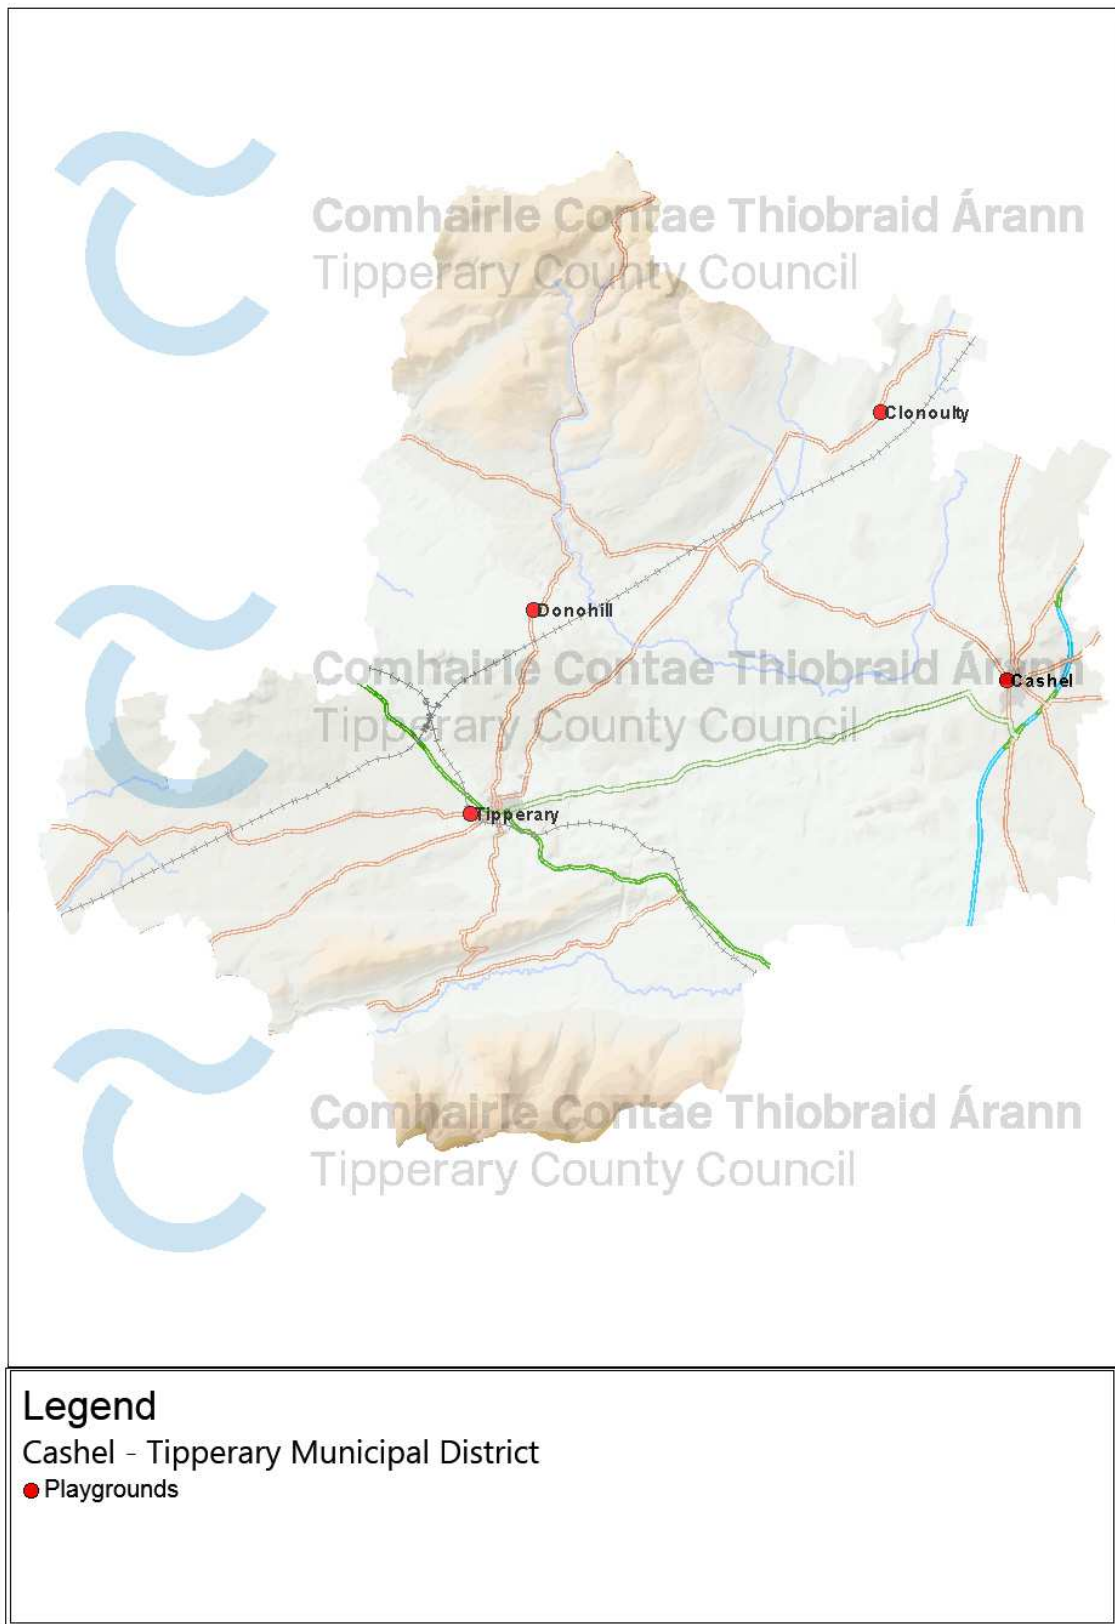 Comhairle Contae Thiobraid Árann
Tipperary County Council
Clonoulty
Donohill
Comhairle Contae Thiobraid Árann
Cashel
Tipperary County Council
Tipperary
Comhairle Contae Thiobraid Árann
Tipperary County Council
Legend
Cashel - Tipperary Municipal District
Playgrounds